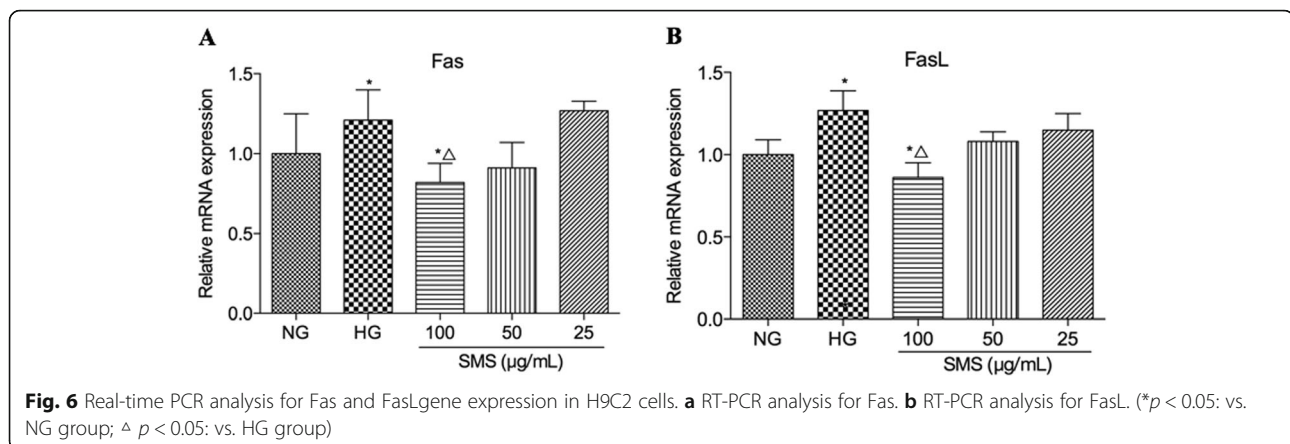 A
Fas
Relative mRNA expression
1.5
1.0
0.5
0.0
*
*△
NG HG 100 50 25
SMS (µg/mL)
B
FasL
Relative mRNA expression
1.5
1.0
0.5
0.0
*
*△
NG HG 100 50 25
SMS (µg/mL)
Fig. 6 Real-time PCR analysis for Fas and FasLgene expression in H9C2 cells. a RT-PCR analysis for Fas. b RT-PCR analysis for FasL. (*p < 0.05: vs.
NG group; △ p < 0.05: vs. HG group)